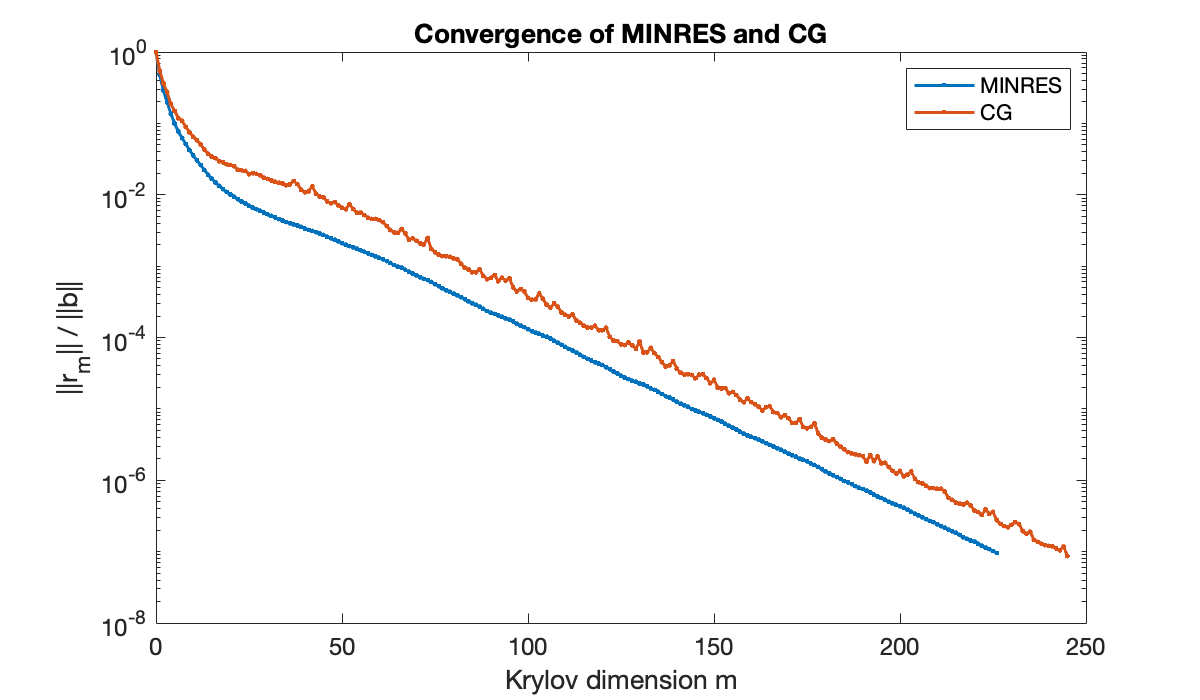 Convergence of MINRES and CG
MINRES
CG
||r_m|| / ||b||
10^0
10^-2
10^-4
10^-6
10^-8
0 50 100 150 200 250
Krylov dimension m